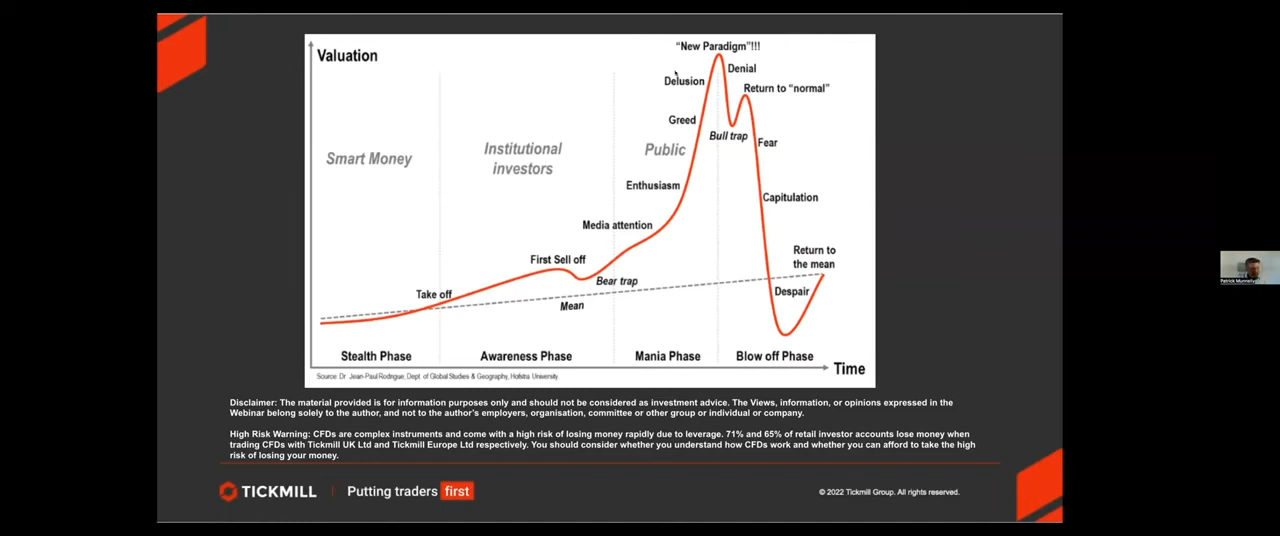 Valuation
"New Paradigm"!!!
Delusion
Denial
Return to "normal"
Greed
Bull trap
Fear
Smart Money
Institutional
investors
Public
Enthusiasm
Capitulation
Media attention
First Sell off
Return to
the mean
Bear trap
Take off
Mean
Despair
Stealth Phase
Awareness Phase
Mania Phase
Blow off Phase
Time
Source: Dr. Jean-Paul Rodrigue, Dept. of Global Studies & Geography, Hofstra University
Disclaimer: The material provided is for information purposes only and should not be considered as investment advice. The Views, information, or opinions expressed in the
Webinar belong solely to the author, and not to the author's employers, organisation, committee or other group or individual or company.
High Risk Warning: CFDs are complex instruments and come with a high risk of losing money rapidly due to leverage. 71% and 65% of retail investor accounts lose money when
trading CFDs with Tickmill UK Ltd and Tickmill Europe Ltd respectively. You should consider whether you understand how CFDs work and whether you can afford to take the high
risk of losing your money.
TICKMILL
Putting traders first
© 2022 Tickmill Group. All rights reserved.
Patrick Munnelly